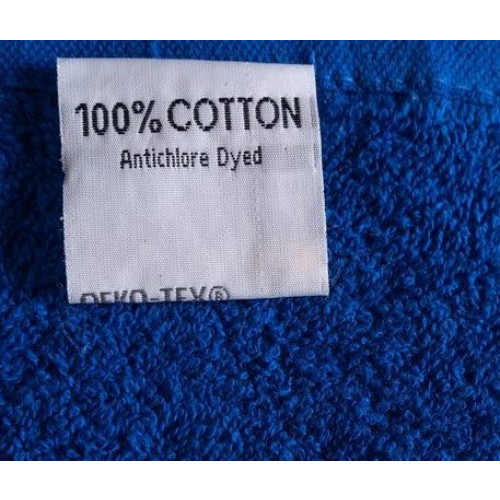 100% COTTON
Antichlore Dyed
OEKO-TEX®